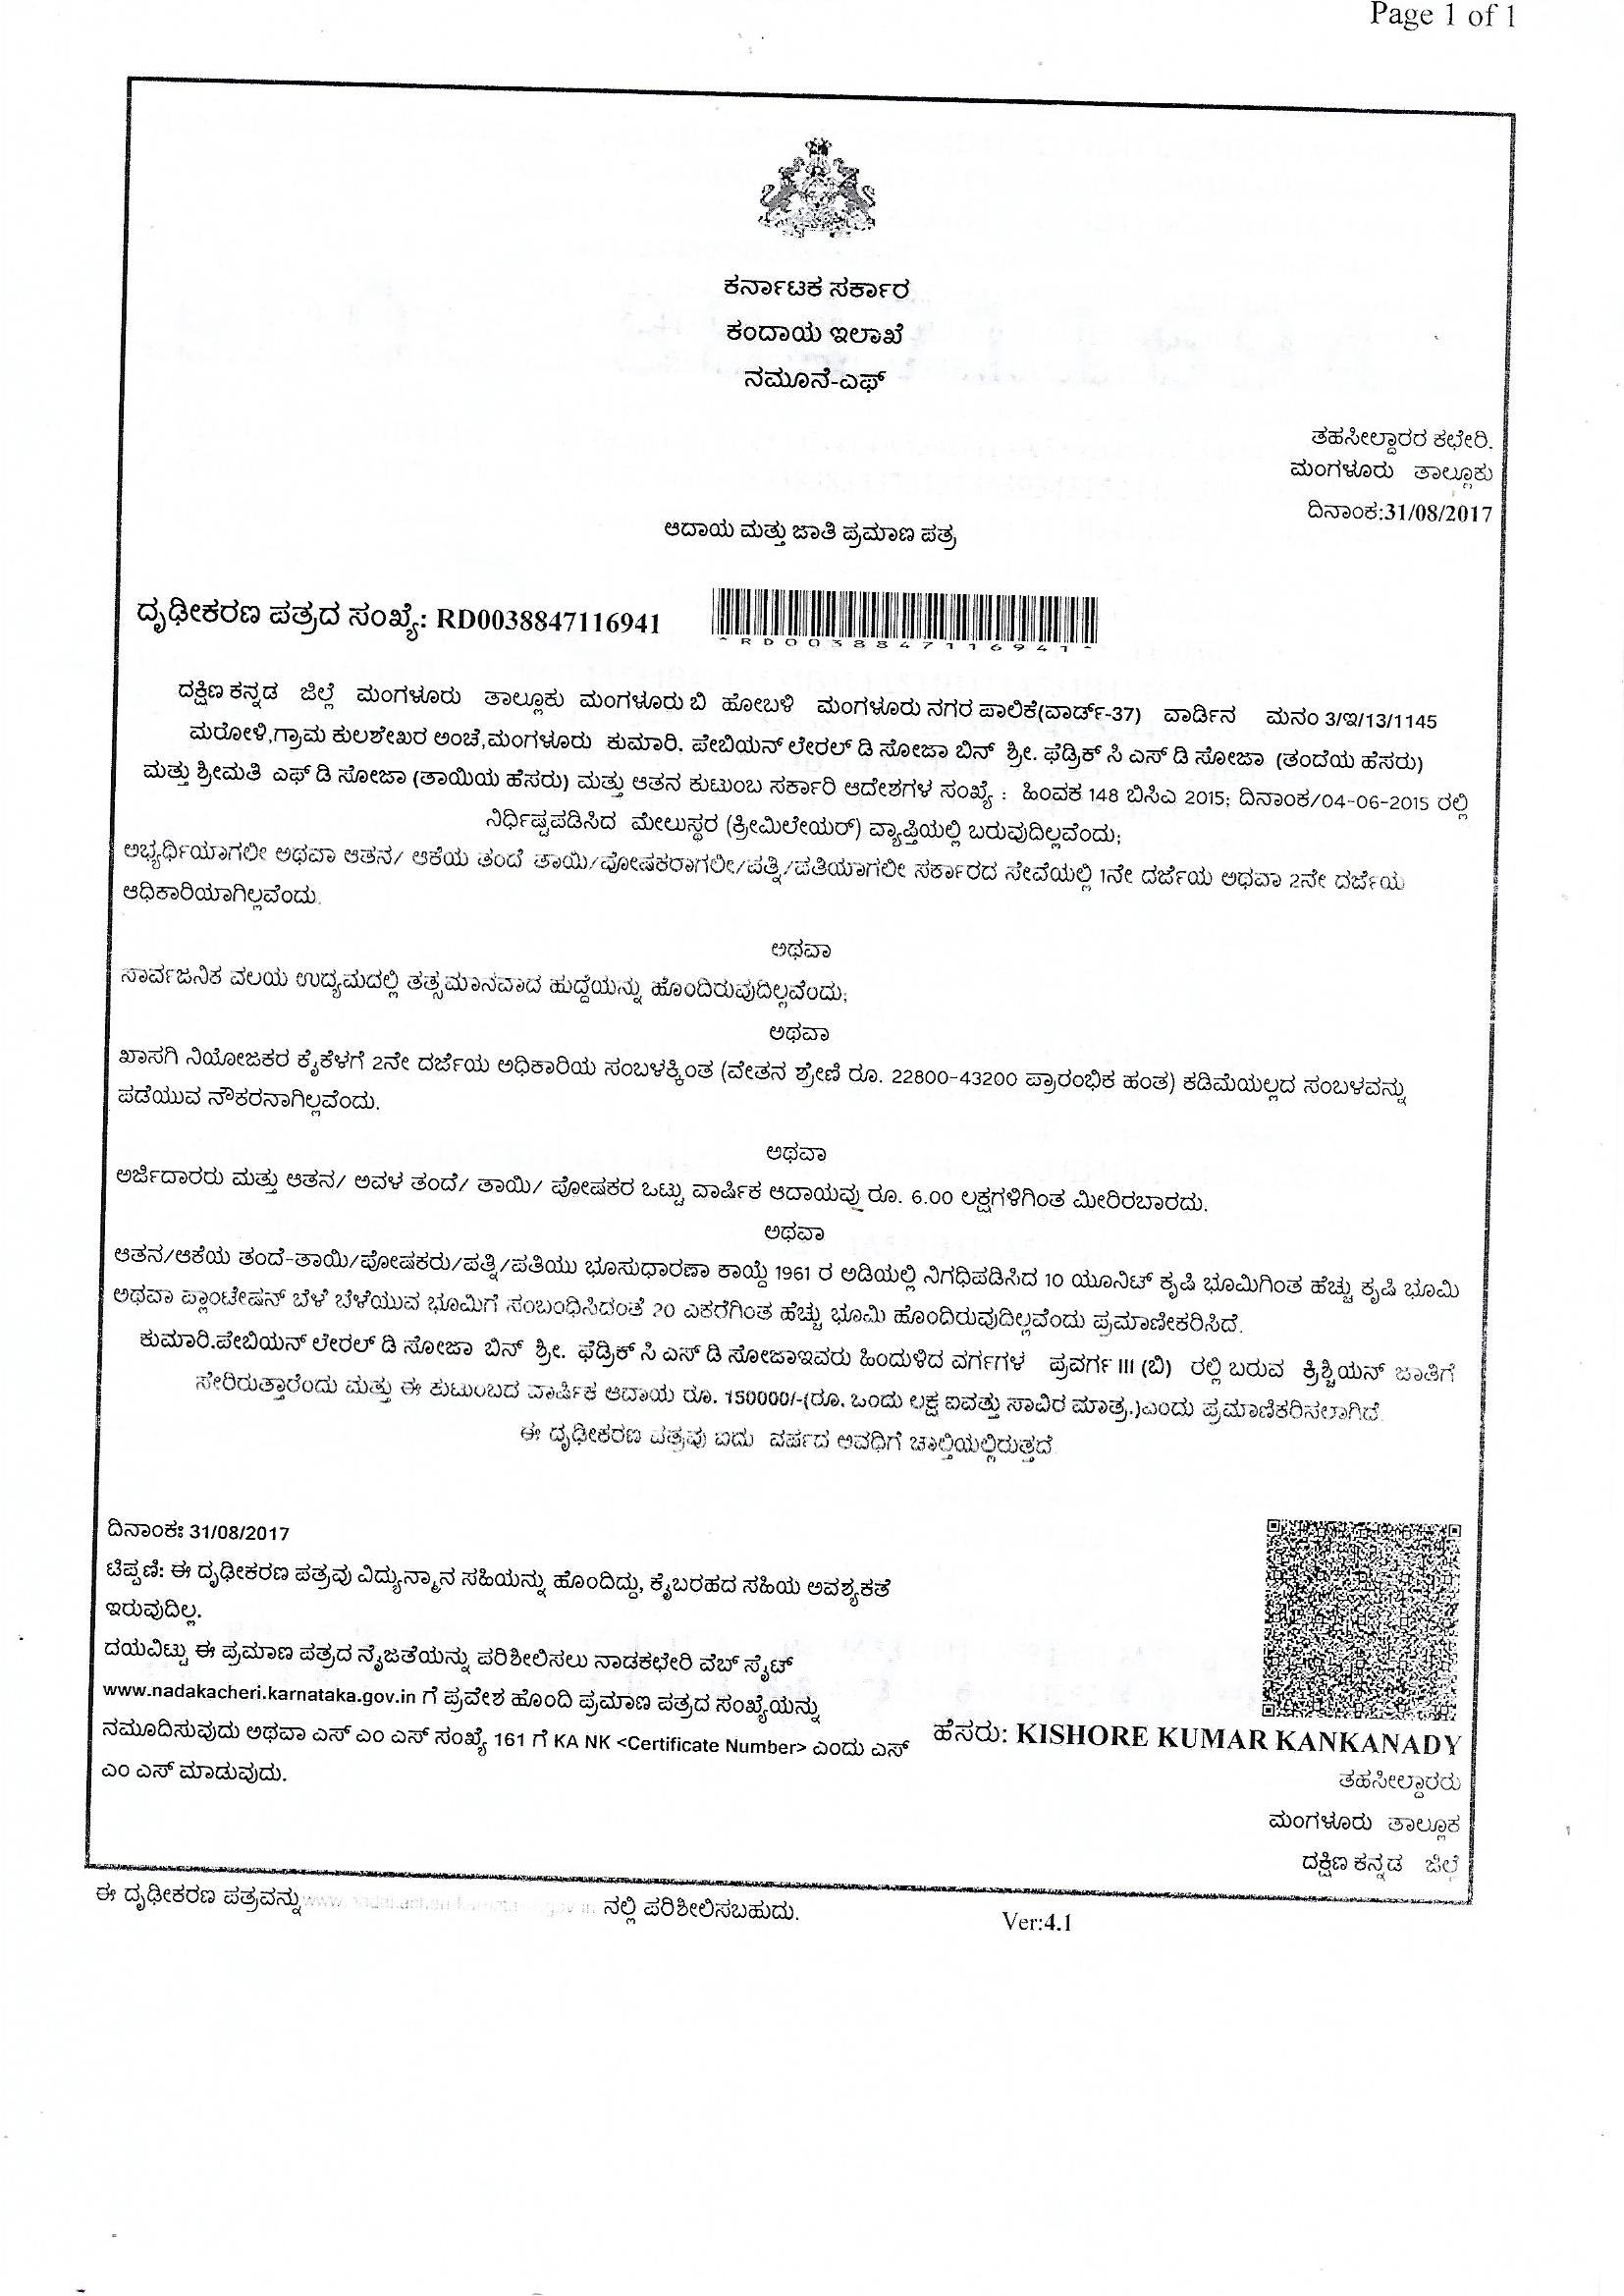 Page 1 of 1
ಕರ್ನಾಟಕ ಸರ್ಕಾರ
ಕಂದಾಯ ಇಲಾಖೆ
ನಮೂನೆ-ಎಫ್
ತಹಸೀಲ್ದಾರರ ಕಛೇರಿ.
ಮಂಗಳೂರು ತಾಲ್ಲೂಕು
ದಿನಾಂಕ:31/08/2017
ಆದಾಯ ಮತ್ತು ಜಾತಿ ಪ್ರಮಾಣ ಪತ್ರ
ದೃಢೀಕರಣ ಪತ್ರದ ಸಂಖ್ಯೆ: RD0038847116941
*RD0038847116941*
ದಕ್ಷಿಣ ಕನ್ನಡ ಜಿಲ್ಲೆ ಮಂಗಳೂರು ತಾಲ್ಲೂಕು ಮಂಗಳೂರು ಬಿ ಹೋಬಳಿ ಮಂಗಳೂರು ನಗರ ಪಾಲಿಕೆ(ವಾರ್ಡ್-37) ವಾರ್ಡಿನ ಮನಂ 3/ಇ/13/1145
ಮರೋಳಿ,ಗ್ರಾಮ ಕುಲಶೇಖರ ಅಂಚೆ,ಮಂಗಳೂರು ಕುಮಾರಿ. ಪೇಬಿಯನ್ ಲೇರಲ್ ಡಿ ಸೋಜಾ ಬಿನ್ ಶ್ರೀ. ಫೆಡ್ರಿಕ್ ಸಿ ಎಸ್ ಡಿ ಸೋಜಾ (ತಂದೆಯ ಹೆಸರು)
ಮತ್ತು ಶ್ರೀಮತಿ ಎಫ್ ಡಿ ಸೋಜಾ (ತಾಯಿಯ ಹೆಸರು) ಮತ್ತು ಆತನ ಕುಟುಂಬ ಸರ್ಕಾರಿ ಆದೇಶಗಳ ಸಂಖ್ಯೆ : ಹಿಂವಕ 148 ಬಿಸಿಎ 2015; ದಿನಾಂಕ/04-06-2015 ರಲ್ಲಿ
ನಿರ್ಧಿಷ್ಟಪಡಿಸಿದ ಮೇಲುಸ್ಥರ (ಕ್ರೀಮಿಲೇಯರ್) ವ್ಯಾಪ್ತಿಯಲ್ಲಿ ಬರುವುದಿಲ್ಲವೆಂದು;
ಅಭ್ಯರ್ಥಿಯಾಗಲೀ ಅಥವಾ ಆತನ/ ಆಕೆಯ ತಂದೆ ತಾಯಿ/ಪೋಷಕರಾಗಲೀ/ಪತ್ನಿ/ಪತಿಯಾಗಲೀ ಸರ್ಕಾರದ ಸೇವೆಯಲ್ಲಿ 1ನೇ ದರ್ಜೆಯ ಅಥವಾ 2ನೇ ದರ್ಜೆಯ
ಆಧಿಕಾರಿಯಾಗಿಲ್ಲವೆಂದು.
ಅಥವಾ
ಸಾರ್ವಜನಿಕ ವಲಯ ಉದ್ಯಮದಲ್ಲಿ ತತ್ಸಮಾನವಾದ ಹುದ್ದೆಯನ್ನು ಹೊಂದಿರುವುದಿಲ್ಲವೆಂದು;
ಅಥವಾ
ಖಾಸಗಿ ನಿಯೋಜಕರ ಕೈಕೆಳಗೆ 2ನೇ ದರ್ಜೆಯ ಅಧಿಕಾರಿಯ ಸಂಬಳಕ್ಕಿಂತ (ವೇತನ ಶ್ರೇಣಿ ರೂ. 22800-43200 ಪ್ರಾರಂಭಿಕ ಹಂತ) ಕಡಿಮೆಯಲ್ಲದ ಸಂಬಳವನ್ನು
ಪಡೆಯುವ ನೌಕರನಾಗಿಲ್ಲವೆಂದು.
ಅಥವಾ
ಅರ್ಜಿದಾರರು ಮತ್ತು ಆತನ/ ಅವಳ ತಂದೆ/ ತಾಯಿ/ ಪೋಷಕರ ಒಟ್ಟು ವಾರ್ಷಿಕ ಆದಾಯವು ರೂ. 6.00 ಲಕ್ಷಗಳಿಗಿಂತ ಮೀರಿರಬಾರದು.
ಅಥವಾ
ಆತನ/ಆಕೆಯ ತಂದೆ-ತಾಯಿ/ಪೋಷಕರು/ಪತ್ನಿ/ಪತಿಯು ಭೂಸುಧಾರಣಾ ಕಾಯ್ದೆ 1961 ರ ಅಡಿಯಲ್ಲಿ ನಿಗಧಿಪಡಿಸಿದ 10 ಯೂನಿಟ್ ಕೃಷಿ ಭೂಮಿಗಿಂತ ಹೆಚ್ಚು ಕೃಷಿ ಭೂಮಿ
ಅಥವಾ ಪ್ಲಾಂಟೇಷನ್ ಬೆಳೆ ಬೆಳೆಯುವ ಭೂಮಿಗೆ ಸಂಬಂಧಿಸಿದಂತೆ 20 ಎಕರೆಗಿಂತ ಹೆಚ್ಚು ಭೂಮಿ ಹೊಂದಿರುವುದಿಲ್ಲವೆಂದು ಪ್ರಮಾಣೀಕರಿಸಿದೆ.
ಕುಮಾರಿ.ಪೇಬಿಯನ್ ಲೇರಲ್ ಡಿ ಸೋಜಾ ಬಿನ್ ಶ್ರೀ. ಫೆಡ್ರಿಕ್ ಸಿ ಎಸ್ ಡಿ ಸೋಜಾಇವರು ಹಿಂದುಳಿದ ವರ್ಗಗಳ ಪ್ರವರ್ಗ III (ಬಿ) ರಲ್ಲಿ ಬರುವ ಕ್ರಿಶ್ಚಿಯನ್ ಜಾತಿಗೆ
ಸೇರಿರುತ್ತಾರೆಂದು ಮತ್ತು ಈ ಕುಟುಂಬದ ವಾರ್ಷಿಕ ಆದಾಯ ರೂ. 150000/-(ರೂ. ಒಂದು ಲಕ್ಷ ಐವತ್ತು ಸಾವಿರ ಮಾತ್ರ.)ಎಂದು ಪ್ರಮಾಣಿಕರಿಸಲಾಗಿದೆ.
ಈ ದೃಢೀಕರಣ ಪತ್ರವು ಐದು ವರ್ಷದ ಅವಧಿಗೆ ಚಾಲ್ತಿಯಲ್ಲಿರುತ್ತದೆ.
ದಿನಾಂಕಃ 31/08/2017
ಟಿಪ್ಪಣಿ: ಈ ದೃಢೀಕರಣ ಪತ್ರವು ವಿದ್ಯುನ್ಮಾನ ಸಹಿಯನ್ನು ಹೊಂದಿದ್ದು, ಕೈಬರಹದ ಸಹಿಯ ಅವಶ್ಯಕತೆ
ಇರುವುದಿಲ್ಲ.
ದಯವಿಟ್ಟು ಈ ಪ್ರಮಾಣ ಪತ್ರದ ನೈಜತೆಯನ್ನು ಪರಿಶೀಲಿಸಲು ನಾಡಕಛೇರಿ ವೆಬ್ ಸೈಟ್
www.nadakacheri.karnataka.gov.in ಗೆ ಪ್ರವೇಶ ಹೊಂದಿ ಪ್ರಮಾಣ ಪತ್ರದ ಸಂಖ್ಯೆಯನ್ನು
ನಮೂದಿಸುವುದು ಅಥವಾ ಎಸ್ ಎಂ ಎಸ್ ಸಂಖ್ಯೆ 161 ಗೆ KA NK <Certificate Number> ಎಂದು ಎಸ್
ಎಂ ಎಸ್ ಮಾಡುವುದು.
ಹೆಸರು: KISHORE KUMAR KANKANADY
ತಹಸೀಲ್ದಾರರು
ಮಂಗಳೂರು ತಾಲ್ಲೂಕ
ದಕ್ಷಿಣ ಕನ್ನಡ ಜಿಲ್ಲೆ
ಈ ದೃಢೀಕರಣ ಪತ್ರವನ್ನು ನಲ್ಲಿ ಪರಿಶೀಲಿಸಬಹುದು.
Ver:4.1